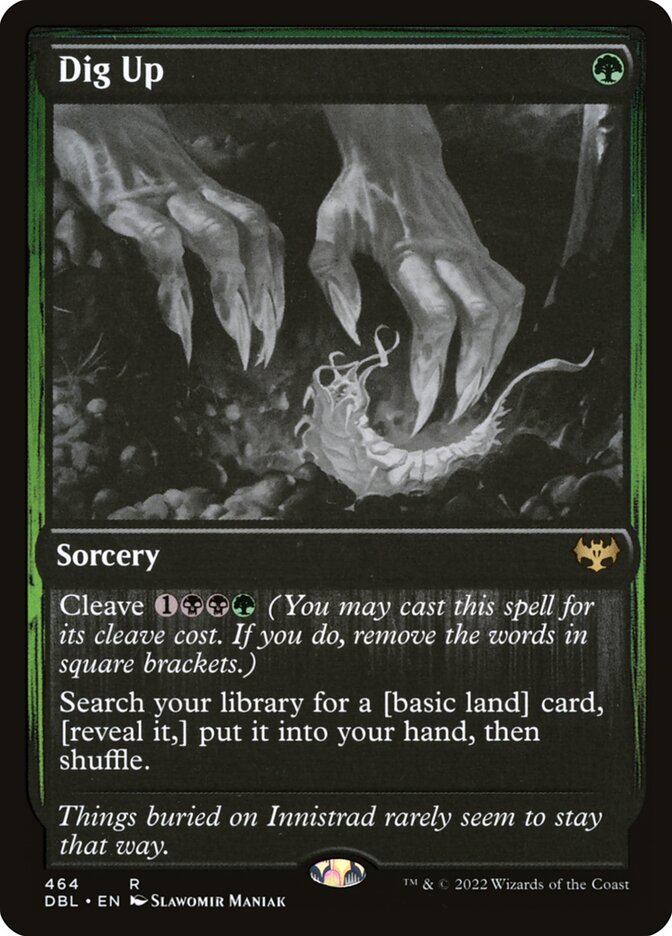 Dig Up
Sorcery
Cleave 1 (You may cast this spell for
its cleave cost. If you do, remove the words in
square brackets.)
Search your library for a [basic land] card,
[reveal it,] put it into your hand, then
shuffle.
Things buried on Innistrad rarely seem to stay
that way.
464 R
DBL • EN Slawomir Maniak
™ & © 2022 Wizards of the Coast